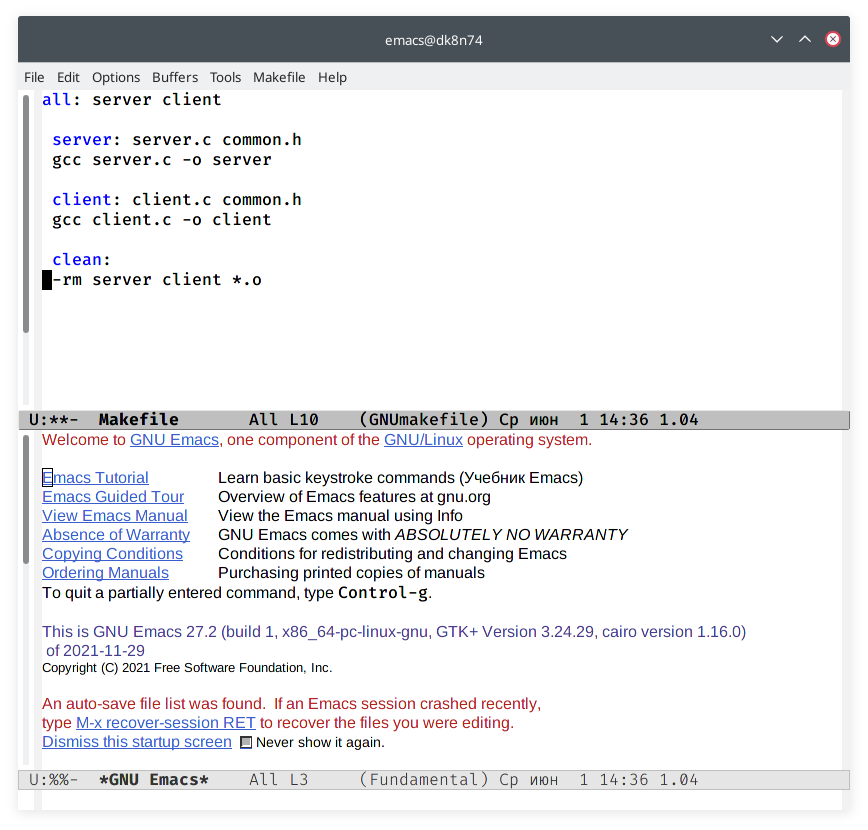 emacs@dk8n74
File Edit Options Buffers Tools Makefile Help
all: server client
server: server.c common.h
gcc server.c -o server
client: client.c common.h
gcc client.c -o client
clean:
-rm server client *.o
U:**- Makefile All L10 (GNUmakefile) Ср июн 1 14:36 1.04
Welcome to GNU Emacs, one component of the GNU/Linux operating system.
Emacs Tutorial Learn basic keystroke commands (Учебник Emacs)
Emacs Guided Tour Overview of Emacs features at gnu.org
View Emacs Manual View the Emacs manual using Info
Absence of Warranty GNU Emacs comes with ABSOLUTELY NO WARRANTY
Copying Conditions Conditions for redistributing and changing Emacs
Ordering Manuals Purchasing printed copies of manuals
To quit a partially entered command, type Control-g.
This is GNU Emacs 27.2 (build 1, x86_64-pc-linux-gnu, GTK+ Version 3.24.29, cairo version 1.16.0)
of 2021-11-29
Copyright (C) 2021 Free Software Foundation, Inc.
An auto-save file list was found. If an Emacs session crashed recently,
type M-x recover-session RET to recover the files you were editing.
Dismiss this startup screen Never show it again.
U:%%- *GNU Emacs* All L3 (Fundamental) Ср июн 1 14:36 1.04